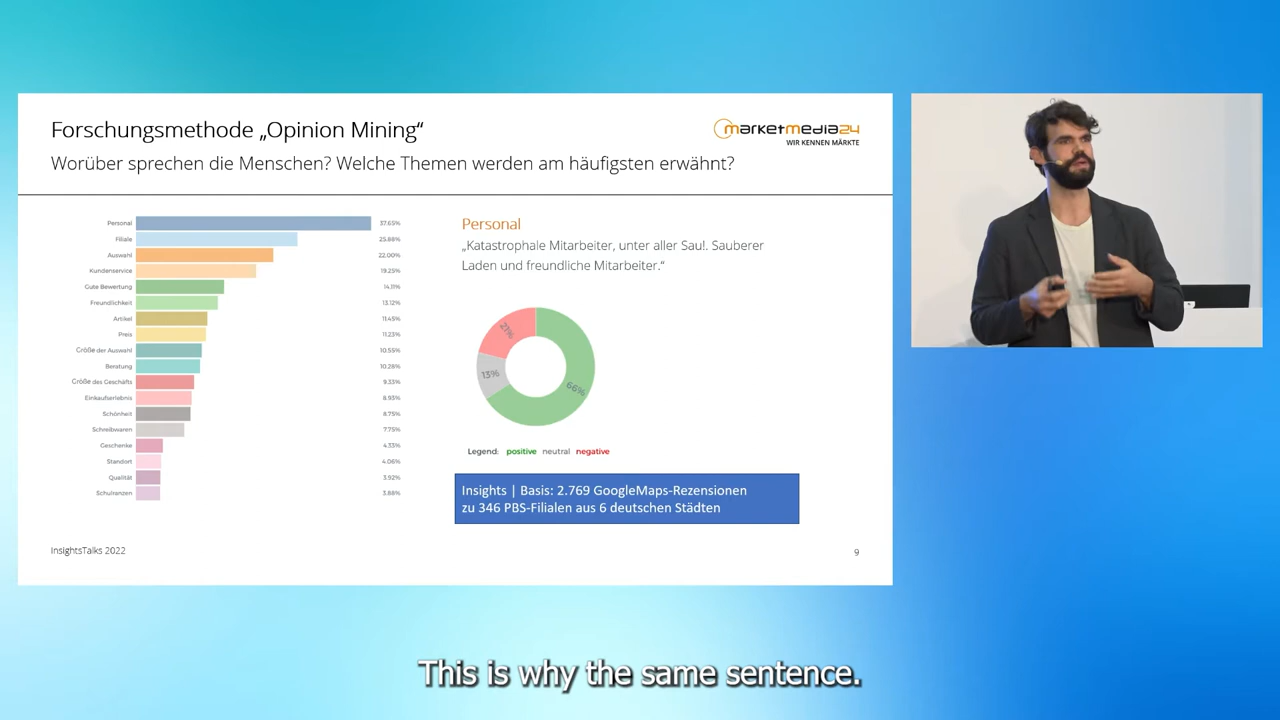 Forschungsmethode „Opinion Mining“
Worüber sprechen die Menschen? Welche Themen werden am häufigsten erwähnt?
marketmedia24
WIR KENNEN MÄRKTE
Personal 37.65%
Filiale 25.88%
Auswahl 22.00%
Kundenservice 19.25%
Gute Bewertung 14.11%
Freundlichkeit 13.12%
Artikel 11.45%
Preis 11.23%
Größe der Auswahl 10.55%
Beratung 10.28%
Größe des Geschäfts 9.33%
Einkaufserlebnis 8.93%
Schönheit 8.75%
Schreibwaren 7.75%
Geschenke 4.33%
Standort 4.06%
Qualität 3.92%
Schulranzen 3.88%
Personal
„Katastrophale Mitarbeiter, unter aller Sau!. Sauberer
Laden und freundliche Mitarbeiter.“
21%
13%
66%
Legend: positive neutral negative
Insights | Basis: 2.769 GoogleMaps-Rezensionen
zu 346 PBS-Filialen aus 6 deutschen Städten
InsightsTalks 2022
9
This is why the same sentence.